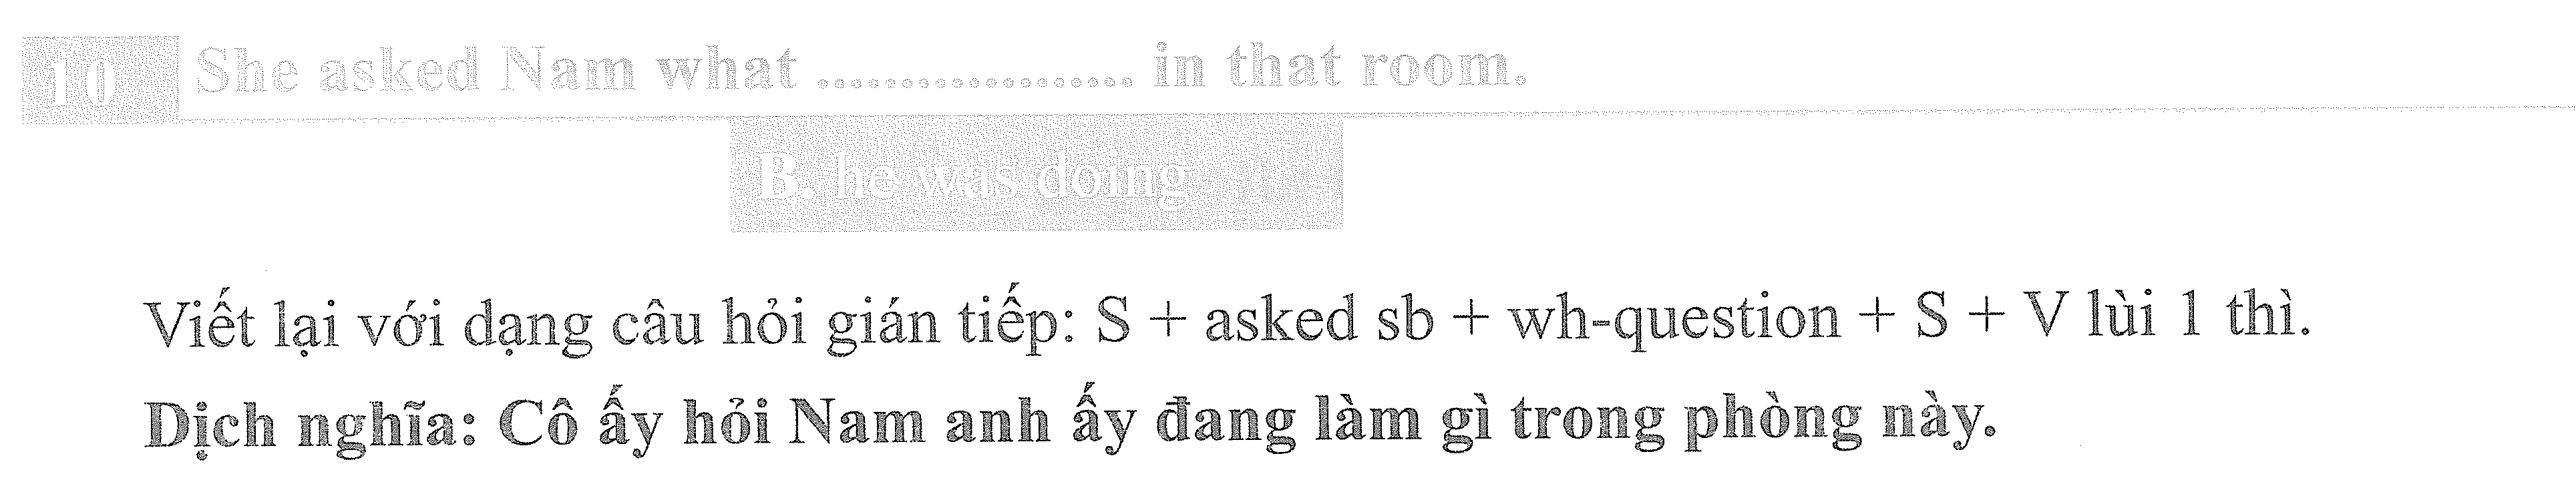 10 She asked Nam what ................... in that room.
B. he was doing
Viết lại với dạng câu hỏi gián tiếp: S + asked sb + wh-question + S + V lùi 1 thì.
Dịch nghĩa: Cô ấy hỏi Nam anh ấy đang làm gì trong phòng này.